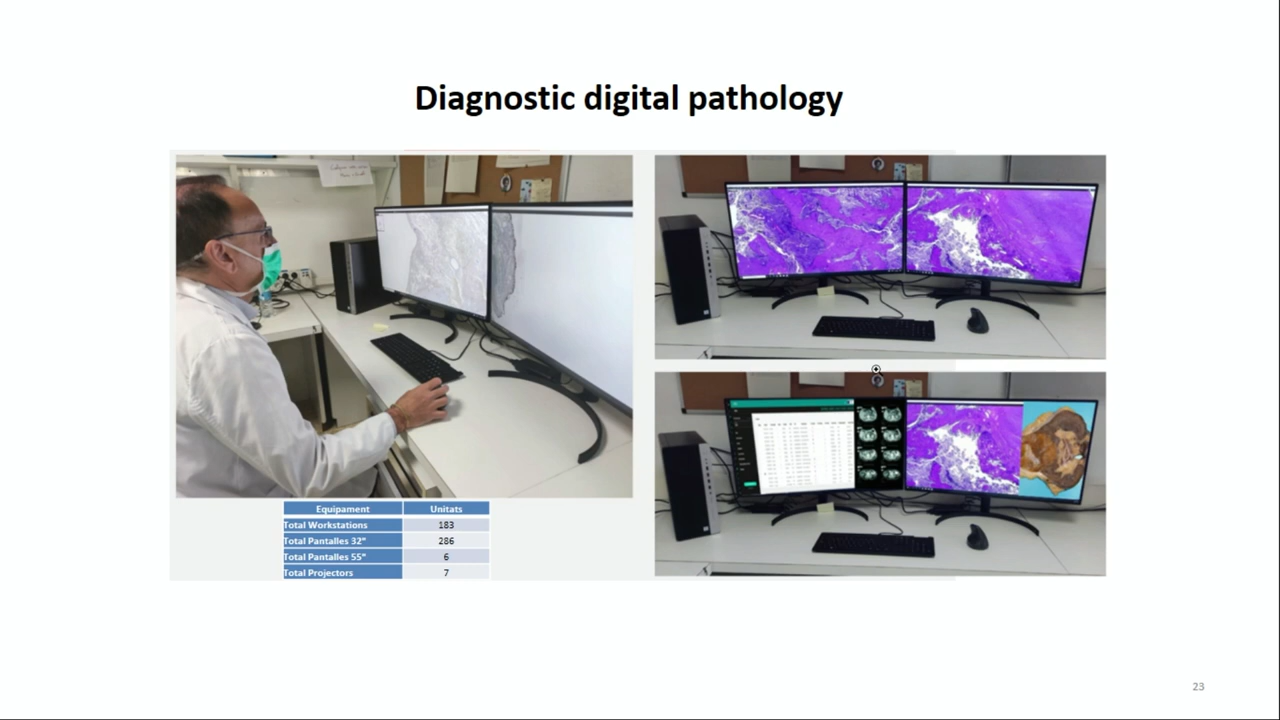 Diagnostic digital pathology
Equipament Unitats
Total Workstations 183
Total Pantalles 32" 286
Total Pantalles 55" 6
Total Projectors 7
23